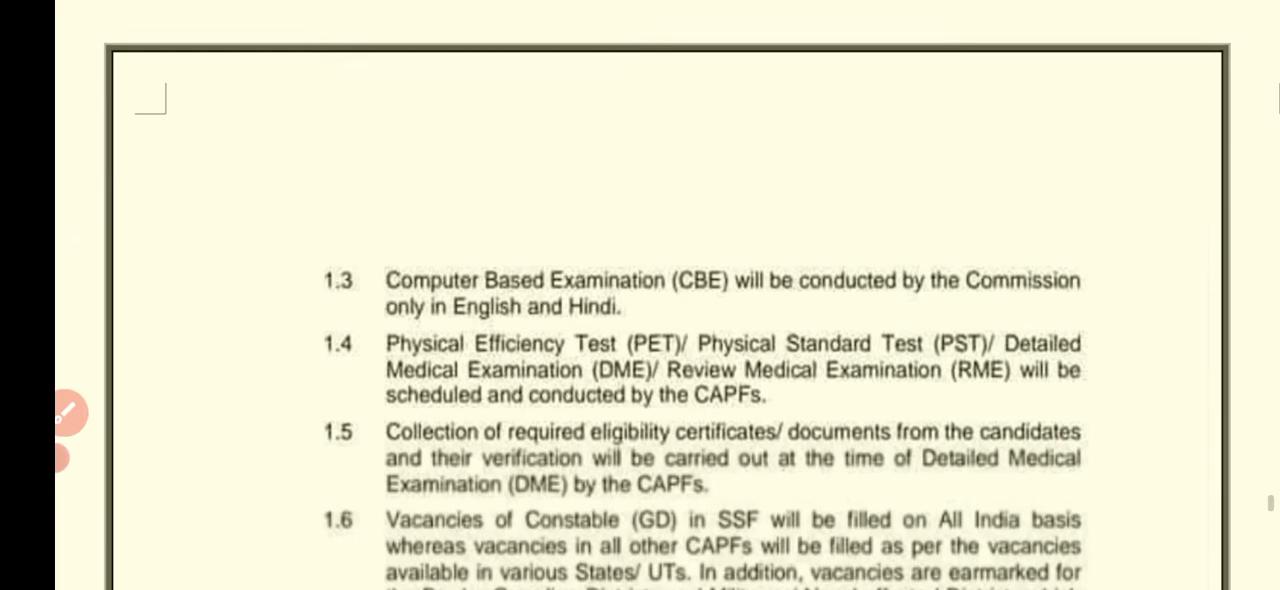 1.3 Computer Based Examination (CBE) will be conducted by the Commission
only in English and Hindi.
1.4 Physical Efficiency Test (PET)/ Physical Standard Test (PST)/ Detailed
Medical Examination (DME)/ Review Medical Examination (RME) will be
scheduled and conducted by the CAPFs.
1.5 Collection of required eligibility certificates/ documents from the candidates
and their verification will be carried out at the time of Detailed Medical
Examination (DME) by the CAPFs.
1.6 Vacancies of Constable (GD) in SSF will be filled on All India basis
whereas vacancies in all other CAPFs will be filled as per the vacancies
available in various States/ UTs. In addition, vacancies are earmarked for